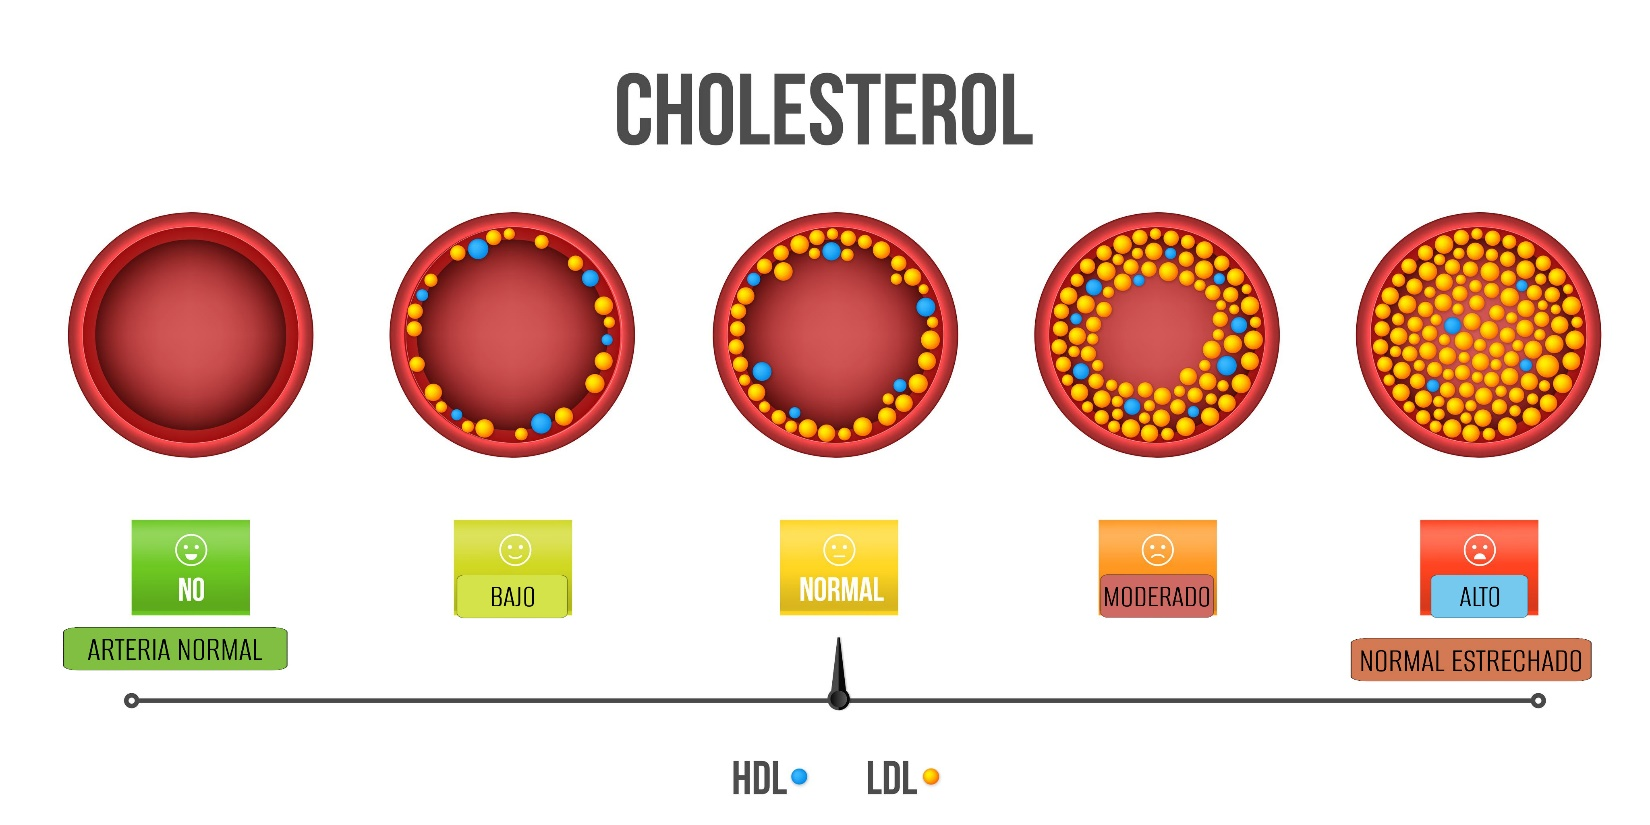 CHOLESTEROL
NO
BAJO
NORMAL
MODERADO
ALTO
ARTERIA NORMAL
NORMAL ESTRECHADO
HDL
LDL